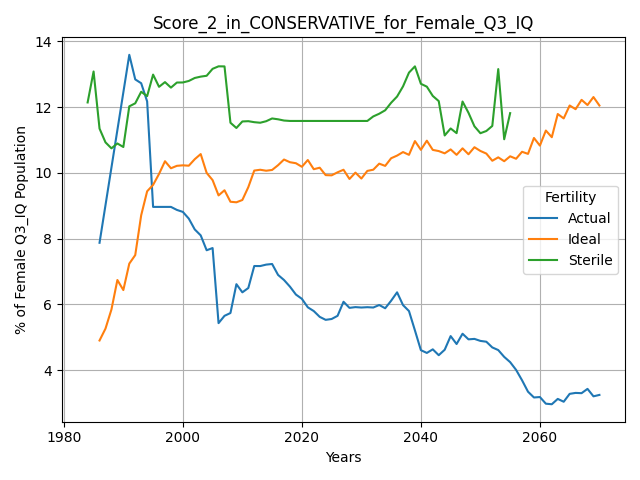 Score_2_in_CONSERVATIVE_for_Female_Q3_IQ
% of Female Q3_IQ Population
14
12
10
8
6
4
Fertility
Actual
Ideal
Sterile
1980
2000
2020
2040
2060
Years